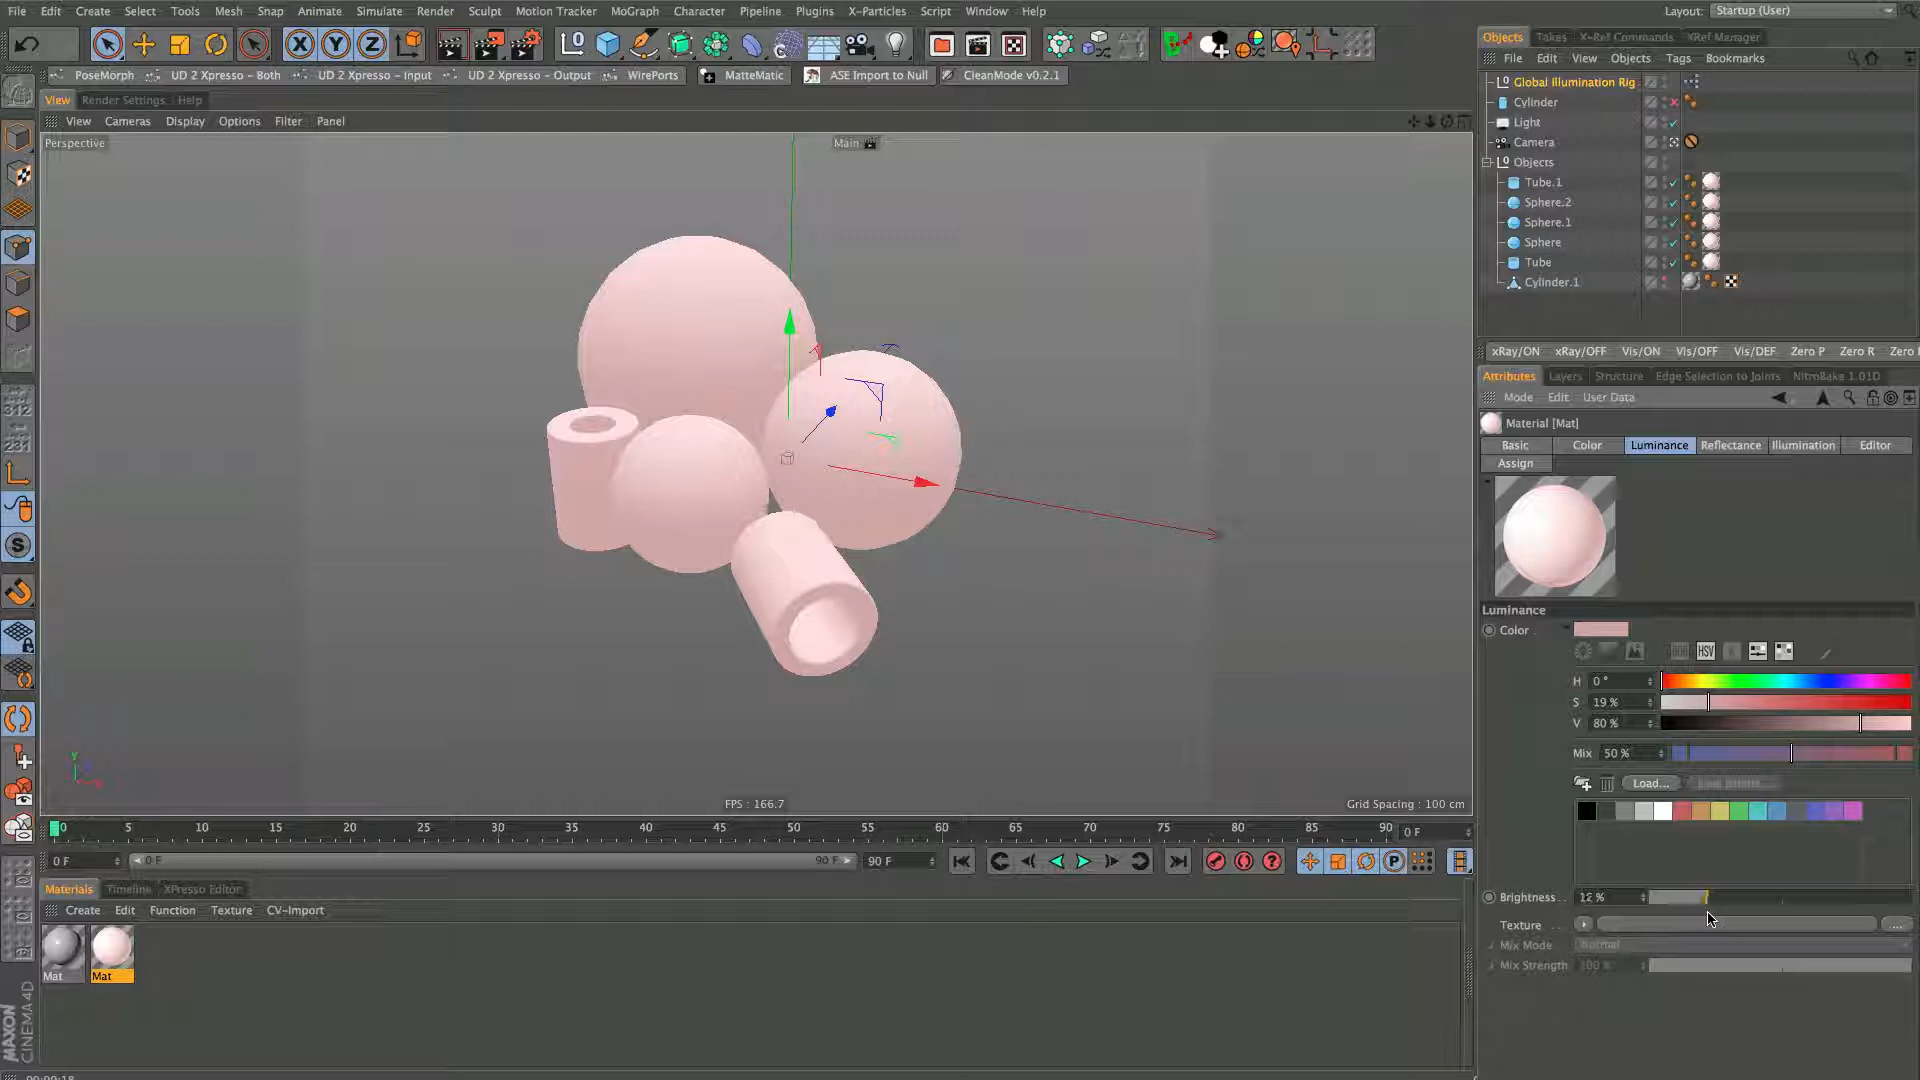 File Edit Create Select Tools Mesh Snap Animate Simulate Render Sculpt Motion Tracker MoGraph Character Pipeline Plugins X-Particles Script Window Help
Layout: Startup (User)
PoseMorph UD 2 Xpresso - Both UD 2 Xpresso - Input UD 2 Xpresso - Output WirePorts MatteMatic ASE Import to Null CleanMode v0.2.1
View Render Settings Help
View Cameras Display Options Filter Panel
Perspective
Main
FPS : 166.7
Grid Spacing : 100 cm
0 5 10 15 20 25 30 35 40 45 50 55 60 65 70 75 80 85 90 0 F
0 F 0 F 90 F 90 F
Materials Timeline XPresso Editor
Create Edit Function Texture CV-Import
Mat
Mat
MAXON
CINEMA4D
00:00:18
Objects Takes X-Ref Commands XRef Manager
File Edit View Objects Tags Bookmarks
Global Illumination Rig
Cylinder
Light
Camera
Objects
Tube.1
Sphere.2
Sphere.1
Sphere
Tube
Cylinder.1
xRay/ON xRay/OFF Vis/ON Vis/OFF Vis/DEF Zero P Zero R Zero
Attributes Layers Structure Edge Selection to Joints NitroBake 1.01D
Mode Edit User Data
Material [Mat]
Basic Color Luminance Reflectance Illumination Editor
Assign
Luminance
Color
HSV
H 0 °
S 19 %
V 80 %
Mix 50 %
Load...
Brightness . . 
Texture . . .
Mix Mode Normal
Mix Strength 100 %